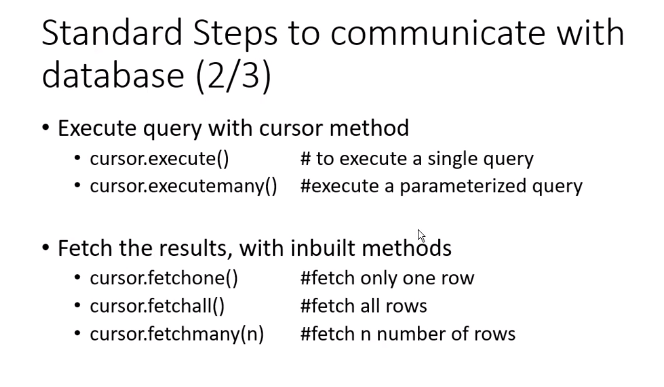 Standard Steps to communicate with
database (2/3)
• Execute query with cursor method
• cursor.execute() # to execute a single query
• cursor.executemany() #execute a parameterized query
• Fetch the results, with inbuilt methods
• cursor.fetchone() #fetch only one row
• cursor.fetchall() #fetch all rows
• cursor.fetchmany(n) #fetch n number of rows